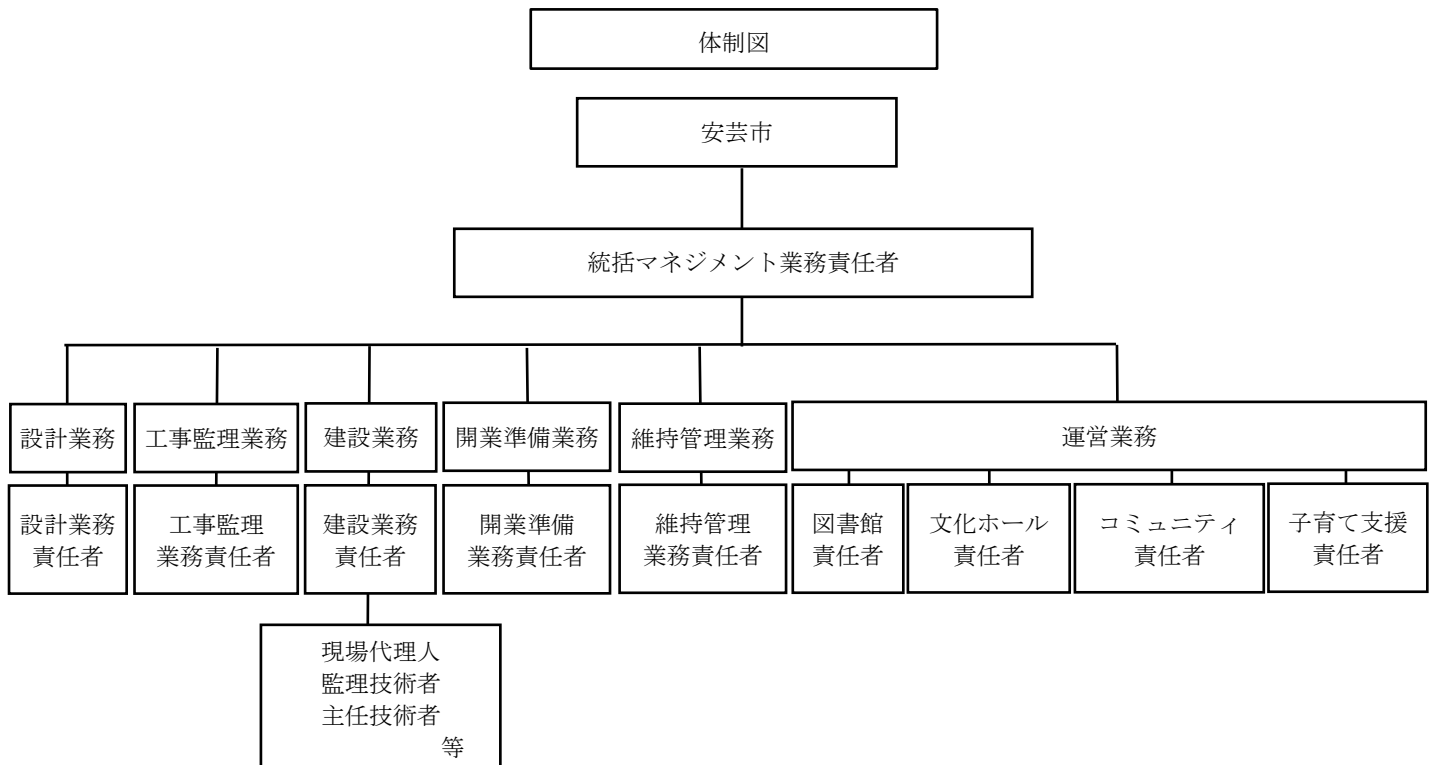 体制図
安芸市
統括マネジメント業務責任者
設計業務
工事監理業務
建設業務
開業準備業務
維持管理業務
運営業務
設計業務
責任者
工事監理
業務責任者
建設業務
責任者
開業準備
業務責任者
維持管理
業務責任者
図書館
責任者
文化ホール
責任者
コミュニティ
責任者
子育て支援
責任者
現場代理人
監理技術者
主任技術者
等